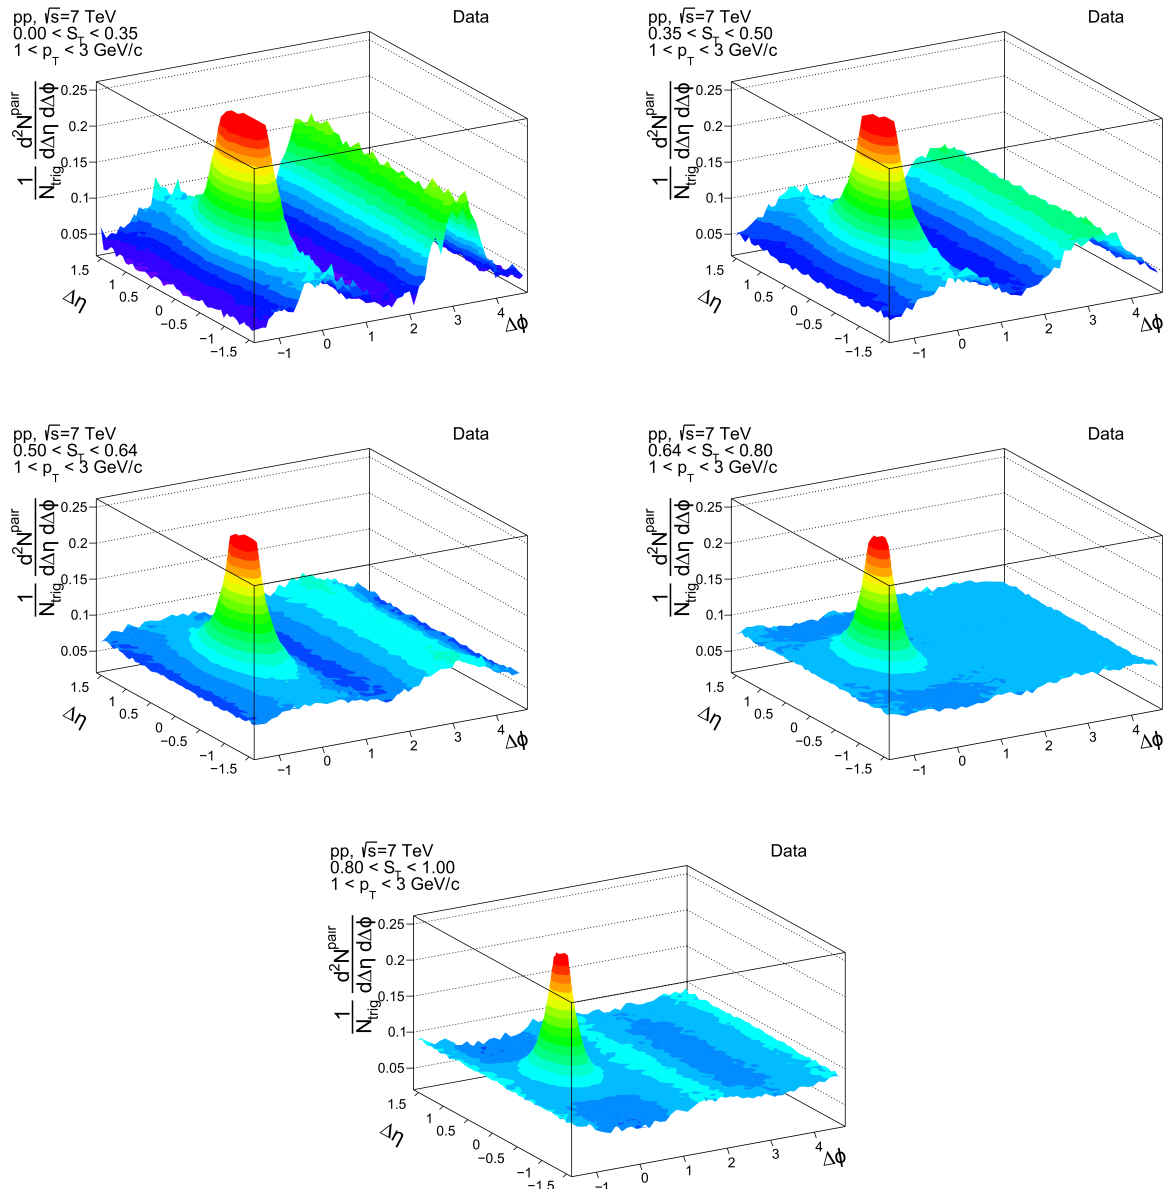 pp, √s=7 TeV
0.00 < S_T < 0.35
1 < p_T < 3 GeV/c
Data
1/N_trig d²N^pair/dΔη dΔφ
0.25
0.2
0.15
0.1
0.05
1.5
1
0.5
0
−0.5
−1
−1.5
Δη
−1
0
1
2
3
4
Δφ
pp, √s=7 TeV
0.35 < S_T < 0.50
1 < p_T < 3 GeV/c
Data
1/N_trig d²N^pair/dΔη dΔφ
0.25
0.2
0.15
0.1
0.05
1.5
1
0.5
0
−0.5
−1
−1.5
Δη
−1
0
1
2
3
4
Δφ
pp, √s=7 TeV
0.50 < S_T < 0.64
1 < p_T < 3 GeV/c
Data
1/N_trig d²N^pair/dΔη dΔφ
0.25
0.2
0.15
0.1
0.05
1.5
1
0.5
0
−0.5
−1
−1.5
Δη
−1
0
1
2
3
4
Δφ
pp, √s=7 TeV
0.64 < S_T < 0.80
1 < p_T < 3 GeV/c
Data
1/N_trig d²N^pair/dΔη dΔφ
0.25
0.2
0.15
0.1
0.05
1.5
1
0.5
0
−0.5
−1
−1.5
Δη
−1
0
1
2
3
4
Δφ
pp, √s=7 TeV
0.80 < S_T < 1.00
1 < p_T < 3 GeV/c
Data
1/N_trig d²N^pair/dΔη dΔφ
0.25
0.2
0.15
0.1
0.05
1.5
1
0.5
0
−0.5
−1
−1.5
Δη
−1
0
1
2
3
4
Δφ